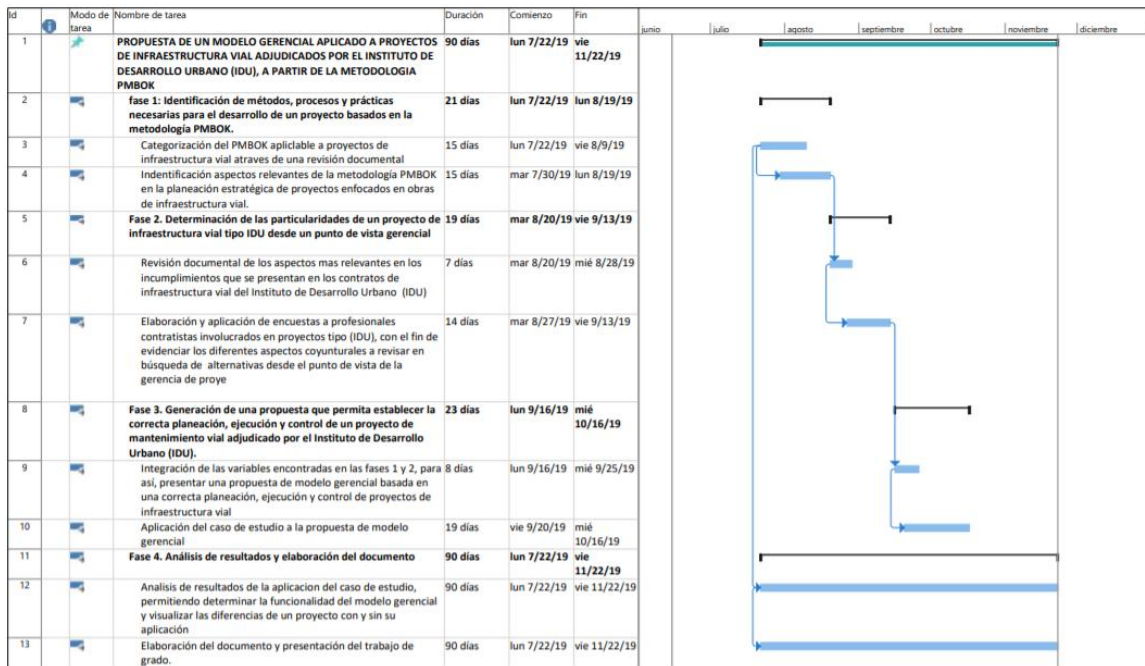 Id Modo de tarea Nombre de tarea Duración Comienzo Fin
junio julio agosto septiembre octubre noviembre diciembre
1 PROPUESTA DE UN MODELO GERENCIAL APLICADO A PROYECTOS 90 días lun 7/22/19 vie
DE INFRAESTRUCTURA VIAL ADJUDICADOS POR EL INSTITUTO DE 11/22/19
DESARROLLO URBANO (IDU), A PARTIR DE LA METODOLOGIA
PMBOK
2 fase 1: Identificación de métodos, procesos y prácticas 21 días lun 7/22/19 lun 8/19/19
necesarias para el desarrollo de un proyecto basados en la
metodología PMBOK.
3 Categorización del PMBOK apliclable a proyectos de 15 días lun 7/22/19 vie 8/9/19
infraestructura vial atraves de una revisión documental
4 Indentificación aspectos relevantes de la metodología PMBOK 15 días mar 7/30/19 lun 8/19/19
en la planeación estratégica de proyectos enfocados en obras
de infraestructura vial.
5 Fase 2. Determinación de las particularidades de un proyecto de 19 días mar 8/20/19 vie 9/13/19
infraestructura vial tipo IDU desde un punto de vista gerencial
6 Revisión documental de los aspectos mas relevantes en los 7 días mar 8/20/19 mié 8/28/19
incumplimientos que se presentan en los contratos de
infraestructura vial del Instituto de Desarrollo Urbano (IDU)
7 Elaboración y aplicación de encuestas a profesionales 14 días mar 8/27/19 vie 9/13/19
contratistas involucrados en proyectos tipo (IDU), con el fin de
evidenciar los diferentes aspectos coyunturales a revisar en
búsqueda de alternativas desde el punto de vista de la
gerencia de proye
8 Fase 3. Generación de una propuesta que permita establecer la 23 días lun 9/16/19 mié
correcta planeación, ejecución y control de un proyecto de 10/16/19
mantenimiento vial adjudicado por el Instituto de Desarrollo
Urbano (IDU).
9 Integración de las variables encontradas en las fases 1 y 2, para 8 días lun 9/16/19 mié 9/25/19
así, presentar una propuesta de modelo gerencial basada en
una correcta planeación, ejecución y control de proyectos de
infraestructura vial
10 Aplicación del caso de estudio a la propuesta de modelo 19 días vie 9/20/19 mié
gerencial 10/16/19
11 Fase 4. Análisis de resultados y elaboración del documento 90 días lun 7/22/19 vie
11/22/19
12 Analisis de resultados de la aplicacion del caso de estudio, 90 días lun 7/22/19 vie 11/22/19
permitiendo determinar la funcionalidad del modelo gerencial
y visualizar las diferencias de un proyecto con y sin su
aplicación
13 Elaboración del documento y presentación del trabajo de 90 días lun 7/22/19 vie 11/22/19
grado.